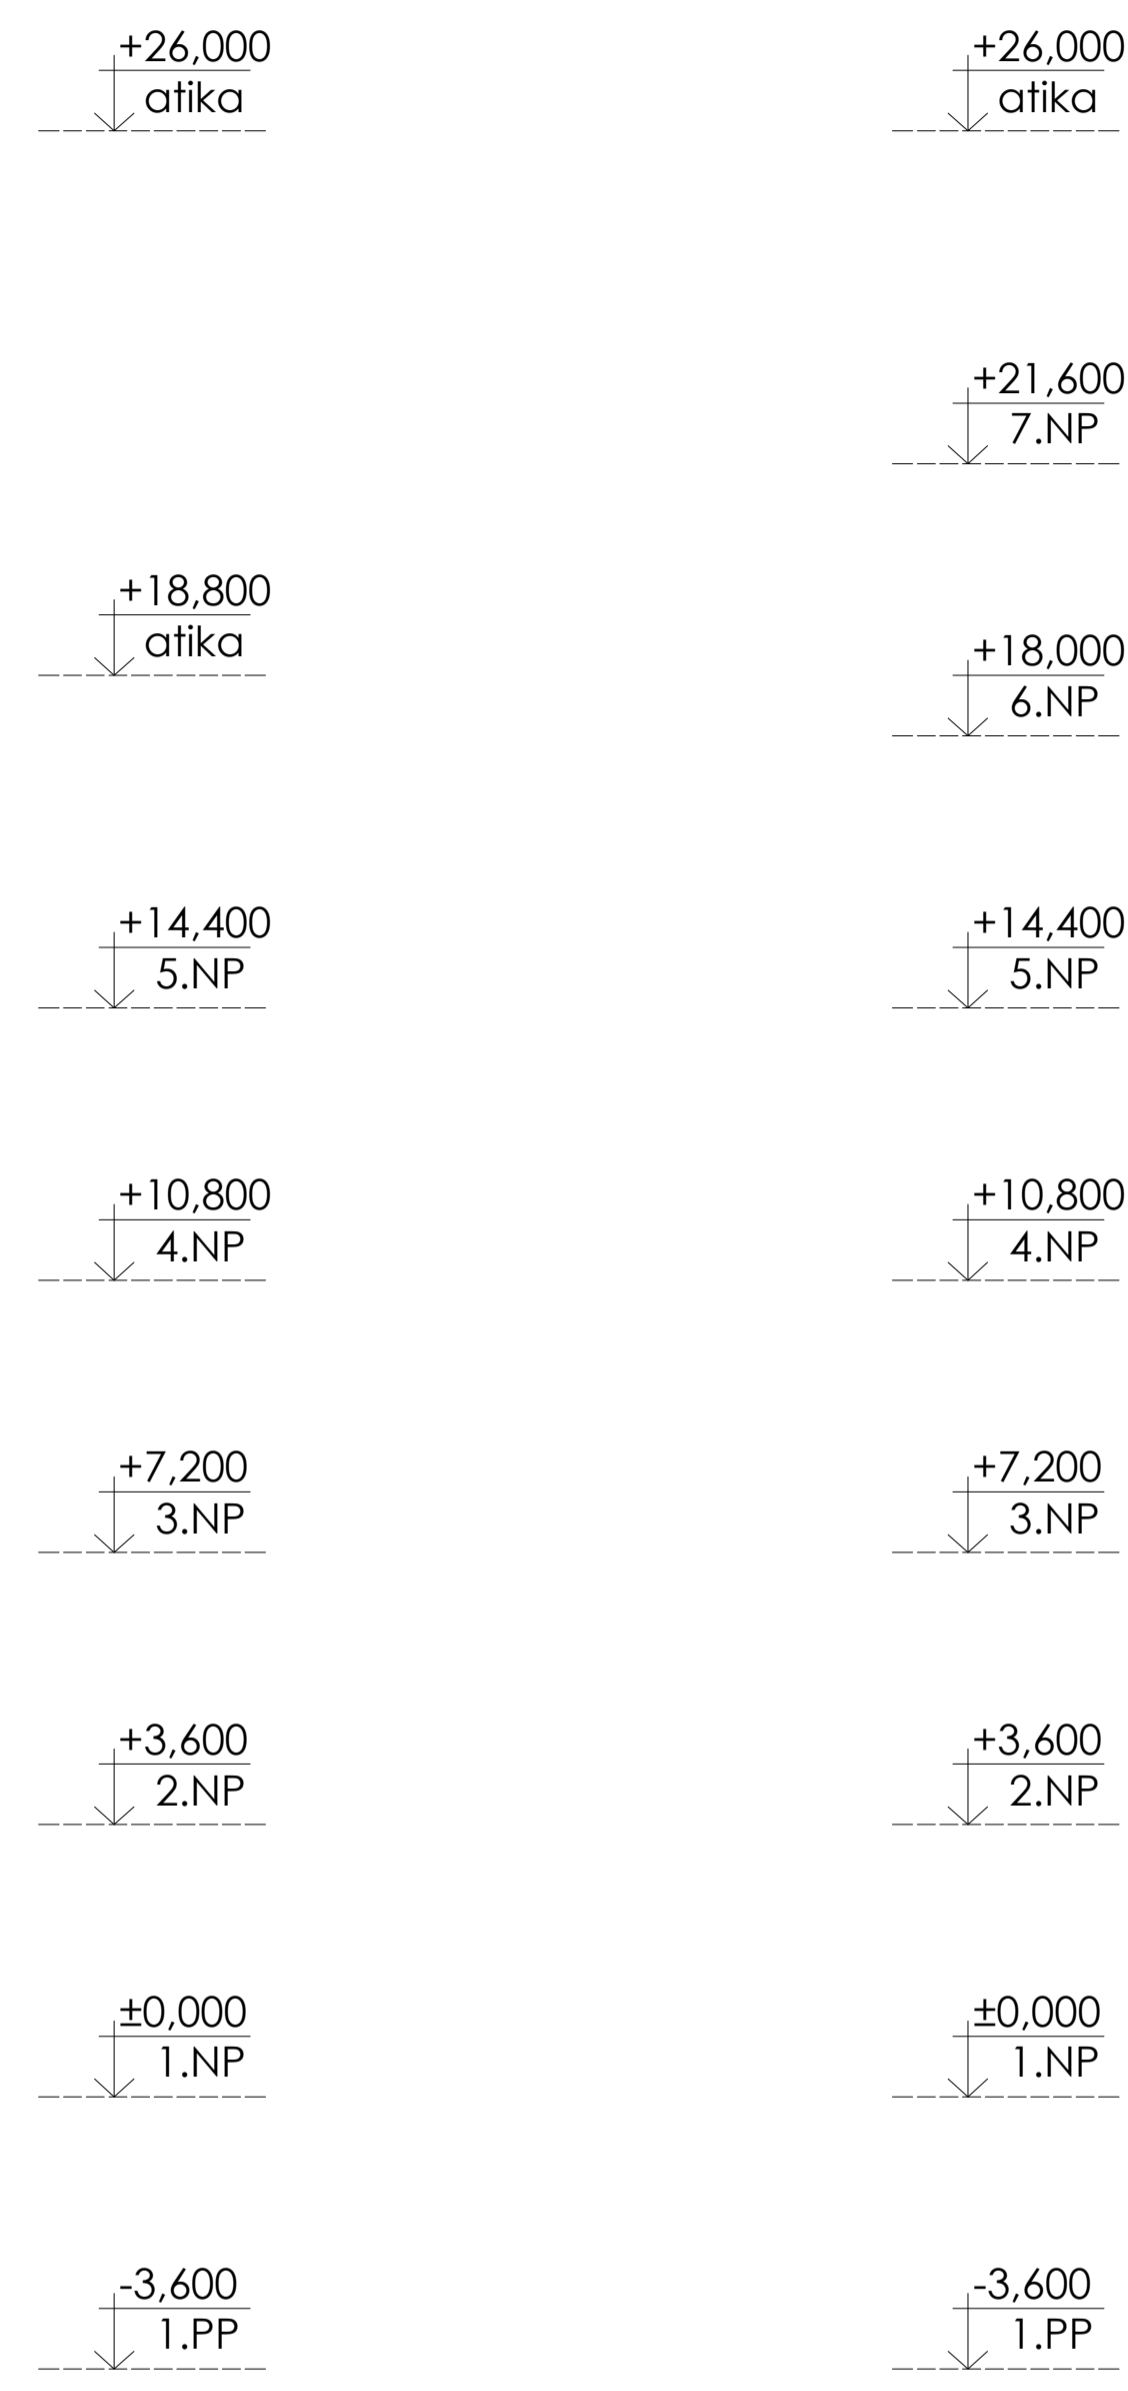 +26,000
atika
+18,800
atika
+14,400
5.NP
+10,800
4.NP
+7,200
3.NP
+3,600
2.NP
±0,000
1.NP
-3,600
1.PP
+26,000
atika
+21,600
7.NP
+18,000
6.NP
+14,400
5.NP
+10,800
4.NP
+7,200
3.NP
+3,600
2.NP
±0,000
1.NP
-3,600
1.PP